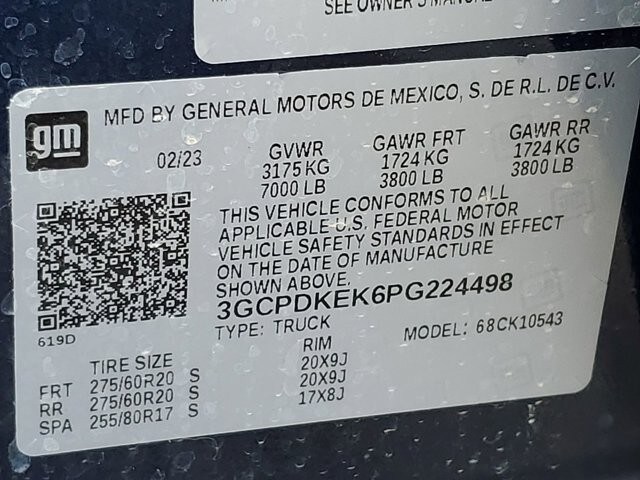 SEE OWNER'S MANUAL
gm
MFD BY GENERAL MOTORS DE MEXICO, S. DE R.L. DE C.V.
02/23
GVWR GAWR FRT GAWR RR
3175 KG 1724 KG 1724 KG
7000 LB 3800 LB 3800 LB
THIS VEHICLE CONFORMS TO ALL
APPLICABLE U.S. FEDERAL MOTOR
VEHICLE SAFETY STANDARDS IN EFFECT
ON THE DATE OF MANUFACTURE
SHOWN ABOVE.
3GCPDKEK6PG224498
619D
TYPE: TRUCK MODEL: 68CK10543
TIRE SIZE RIM
FRT 275/60R20 S 20X9J
RR 275/60R20 S 20X9J
SPA 255/80R17 S 17X8J